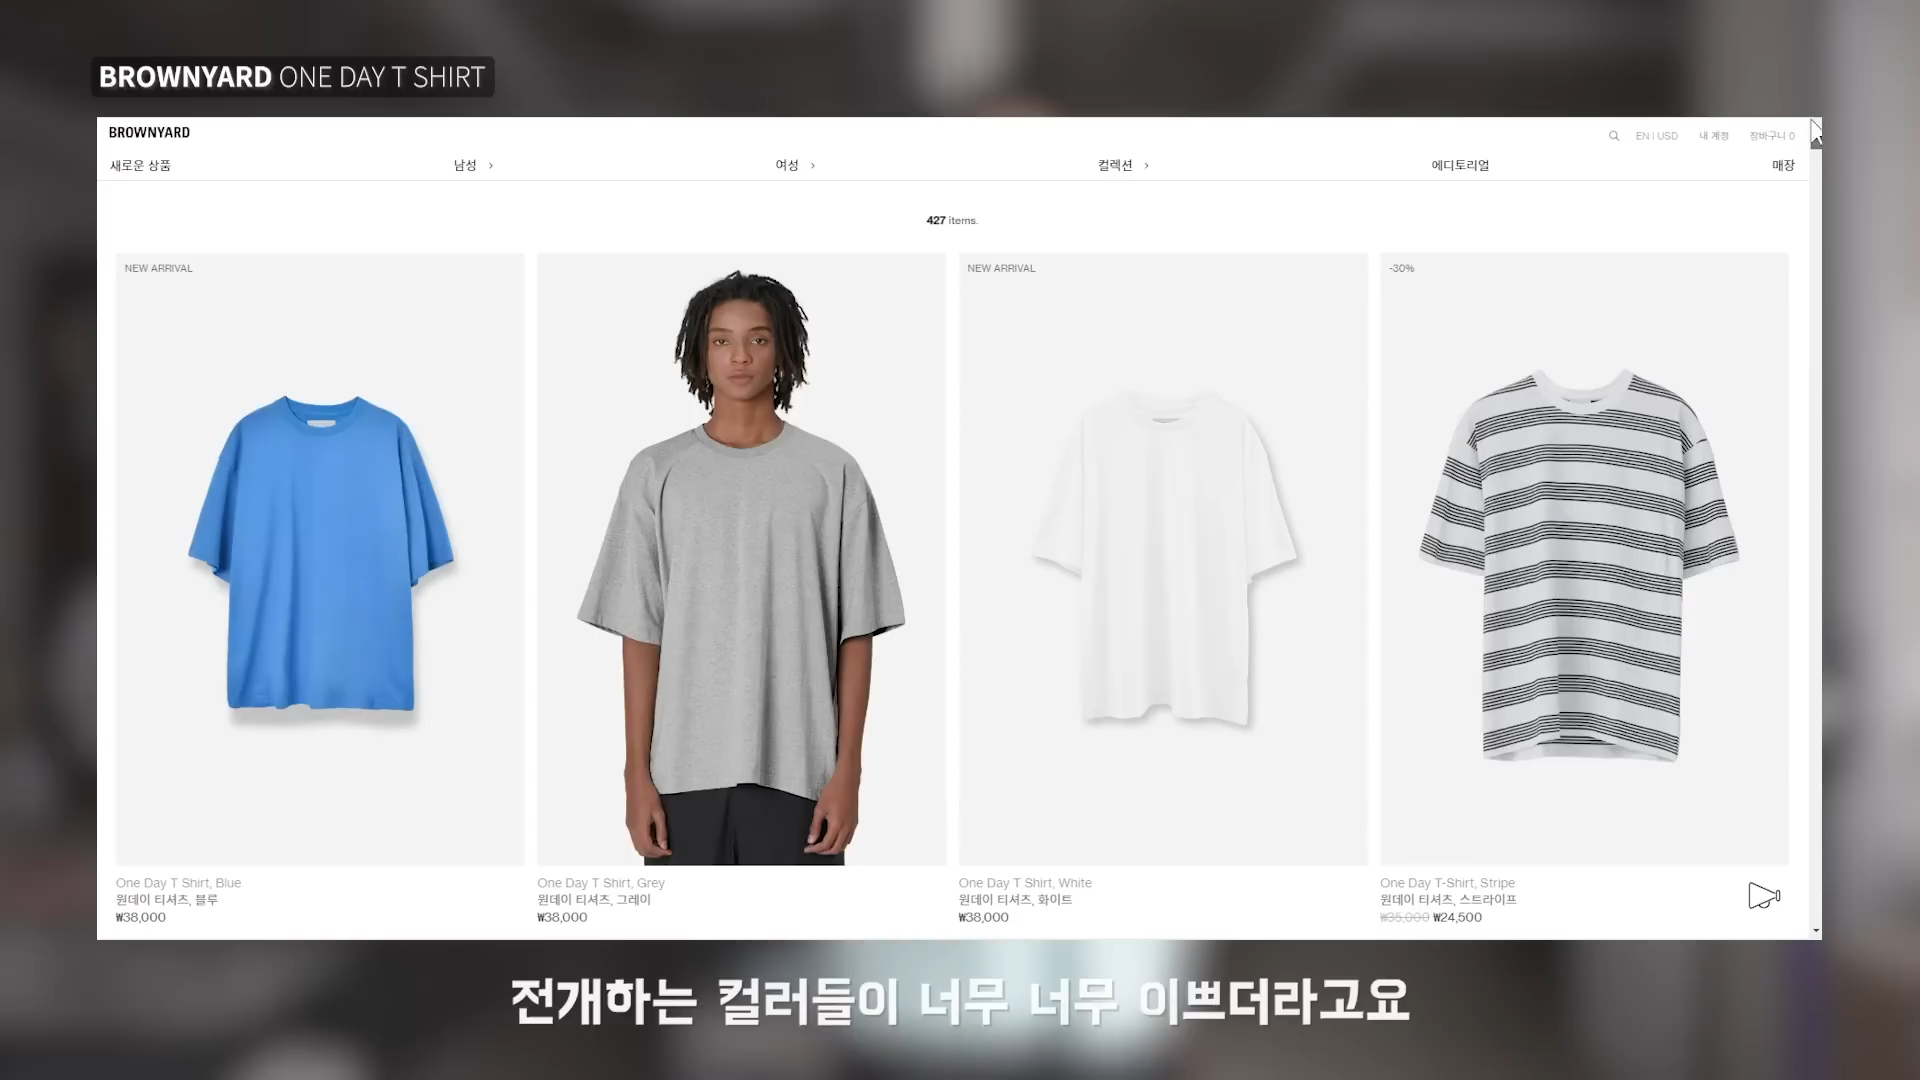 BROWNYARD ONE DAY T SHIRT
BROWNYARD
EN | USD 내 계정 장바구니 0
새로운 상품 남성 여성 컬렉션 에디토리얼 매장
427 items.
NEW ARRIVAL
NEW ARRIVAL
-30%
One Day T Shirt, Blue
원데이 티셔츠, 블루
₩38,000
One Day T Shirt, Grey
원데이 티셔츠, 그레이
₩38,000
One Day T Shirt, White
원데이 티셔츠, 화이트
₩38,000
One Day T-Shirt, Stripe
원데이 티셔츠, 스트라이프
₩35,000 ₩24,500
전개하는 컬러들이 너무 너무 이쁘더라고요